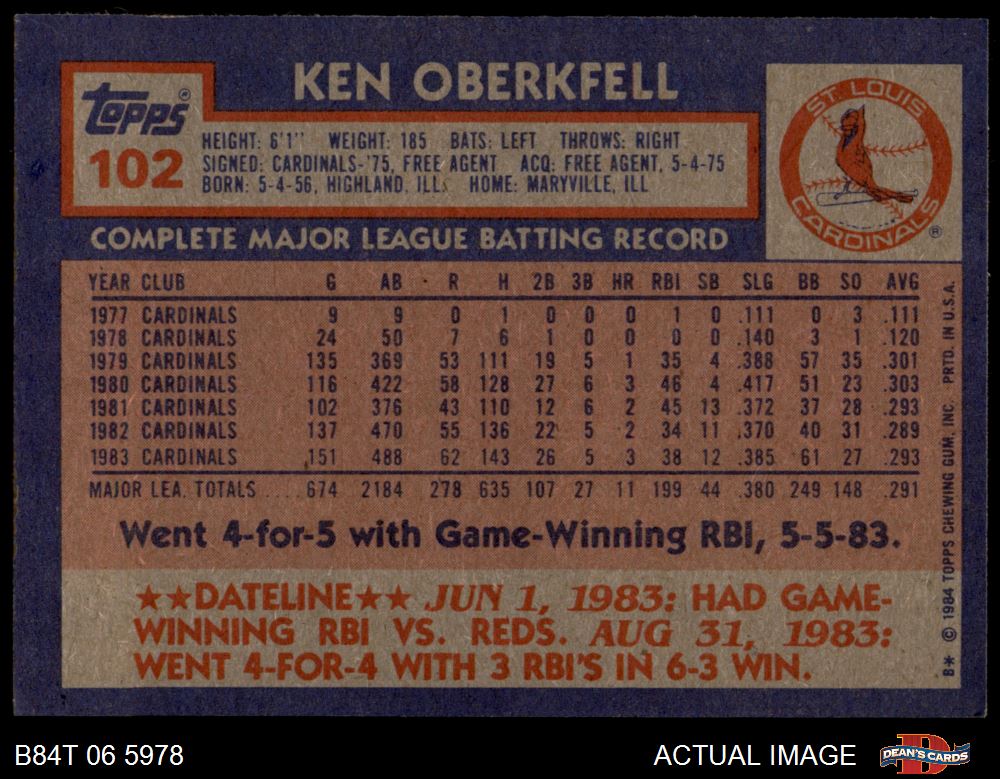 KEN OBERKFELL
TOPPS®
102
HEIGHT: 6'1" WEIGHT: 185 BATS: LEFT THROWS: RIGHT
SIGNED: CARDINALS-'75, FREE AGENT ACQ: FREE AGENT, 5-4-75
BORN: 5-4-56, HIGHLAND, ILL. HOME: MARYVILLE, ILL
ST. LOUIS
CARDINALS®
COMPLETE MAJOR LEAGUE BATTING RECORD
YEAR CLUB G AB R H 2B 3B HR RBI SB SLG BB SO AVG
1977 CARDINALS 9 9 0 1 0 0 0 1 0 .111 0 3 .111
1978 CARDINALS 24 50 7 6 1 0 0 0 0 .140 3 1 .120
1979 CARDINALS 135 369 53 111 19 5 1 35 4 .388 57 35 .301
1980 CARDINALS 116 422 58 128 27 6 3 46 4 .417 51 23 .303
1981 CARDINALS 102 376 43 110 12 6 2 45 13 .372 37 28 .293
1982 CARDINALS 137 470 55 136 22 5 2 34 11 .370 40 31 .289
1983 CARDINALS 151 488 62 143 26 5 3 38 12 .385 61 27 .293
MAJOR LEA. TOTALS .... 674 2184 278 635 107 27 11 199 44 .380 249 148 .291
Went 4-for-5 with Game-Winning RBI, 5-5-83.
★★DATELINE★★ JUN 1, 1983: HAD GAME-
WINNING RBI VS. REDS. AUG 31, 1983:
WENT 4-FOR-4 WITH 3 RBI'S IN 6-3 WIN.
B* © 1984 TOPPS CHEWING GUM, INC. PRTD. IN U.S.A.
B84T 06 5978
ACTUAL IMAGE
DEAN'S CARDS